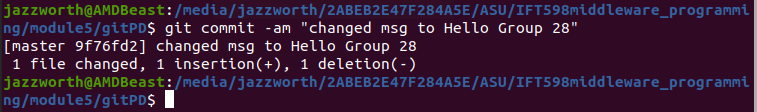 jazzworth@AMDBeast:/media/jazzworth/2ABEB2E47F284A5E/ASU/IFT598middleware_programmi
ng/module5/gitPD$ git commit -am "changed msg to Hello Group 28"
[master 9f76fd2] changed msg to Hello Group 28
 1 file changed, 1 insertion(+), 1 deletion(-)
jazzworth@AMDBeast:/media/jazzworth/2ABEB2E47F284A5E/ASU/IFT598middleware_programmi
ng/module5/gitPD$